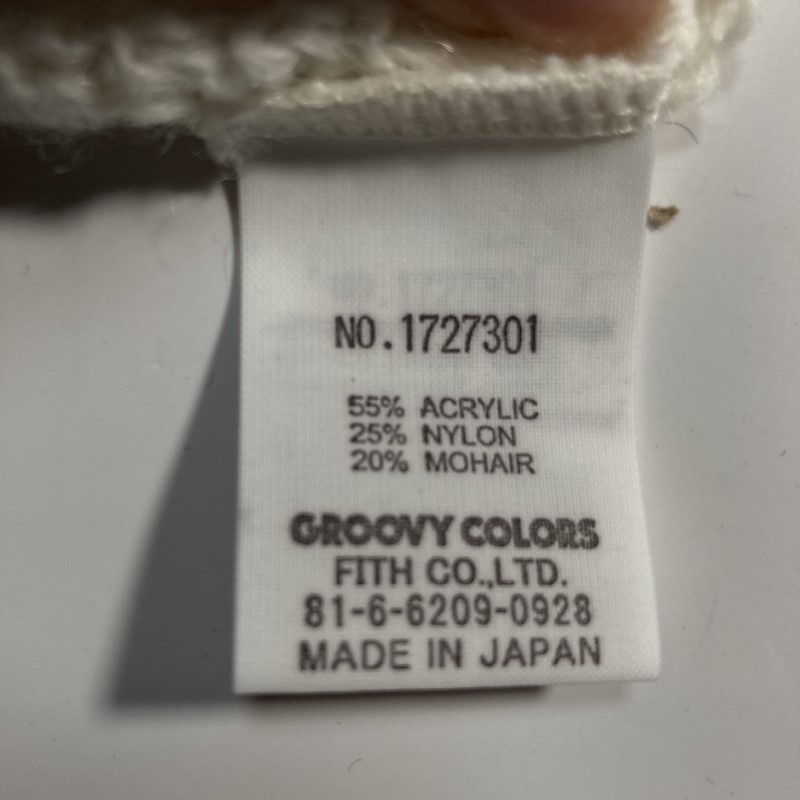 NO.1727301
55% ACRYLIC
25% NYLON
20% MOHAIR
GROOVY COLORS
FITH CO.,LTD.
81-6-6209-0928
MADE IN JAPAN